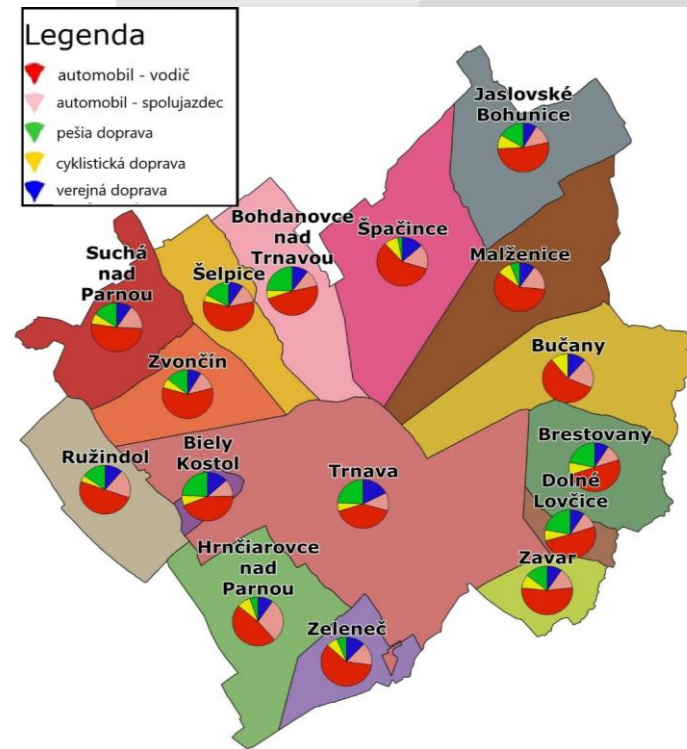 Legenda
automobil - vodič
automobil - spolujazdec
pešia doprava
cyklistická doprava
verejná doprava
Jaslovské
Bohunice
Bohdanovce
nad
Trnavou
Špačince
Suchá
nad
Parnou
Šelpice
Malženice
Zvončín
Bučany
Ružindol
Biely
Kostol
Trnava
Brestovany
Dolné
Lovčice
Hrnčiarovce
nad
Parnou
Zavar
Zeleneč